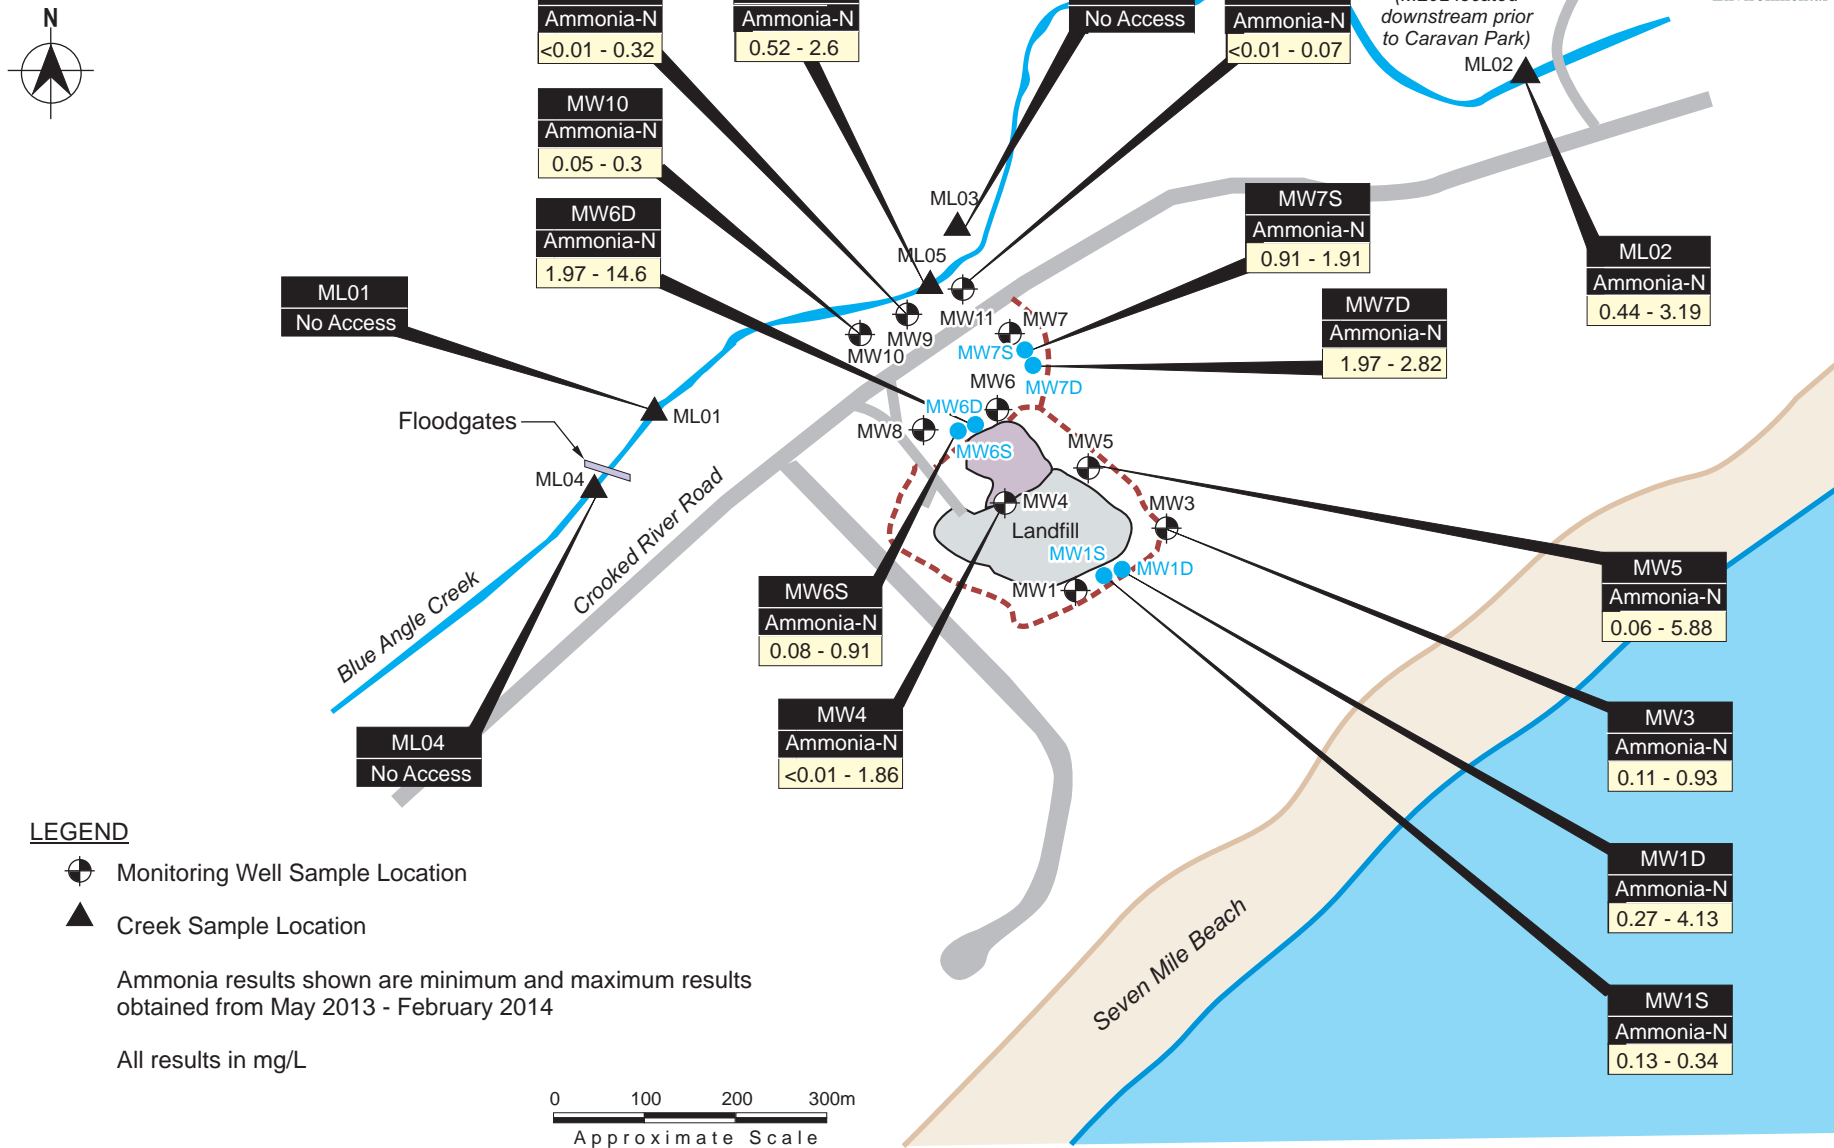 N
Ammonia-N
<0.01 - 0.32
Ammonia-N
0.52 - 2.6
No Access
Ammonia-N
<0.01 - 0.07
downstream prior
to Caravan Park)
ML02
MW10
Ammonia-N
0.05 - 0.3
MW6D
Ammonia-N
1.97 - 14.6
ML03
ML05
MW7S
Ammonia-N
0.91 - 1.91
ML02
Ammonia-N
0.44 - 3.19
ML01
No Access
MW7D
Ammonia-N
1.97 - 2.82
MW11
MW7
MW9
MW10
MW7S
MW7D
MW6
MW6D
MW8
MW6S
MW5
ML01
Floodgates
ML04
MW4
MW3
Landfill
MW1S
MW1D
MW1
Crooked River Road
Blue Angle Creek
MW6S
Ammonia-N
0.08 - 0.91
MW5
Ammonia-N
0.06 - 5.88
MW4
Ammonia-N
<0.01 - 1.86
MW3
Ammonia-N
0.11 - 0.93
ML04
No Access
MW1D
Ammonia-N
0.27 - 4.13
MW1S
Ammonia-N
0.13 - 0.34
Seven Mile Beach
LEGEND
Monitoring Well Sample Location
Creek Sample Location
Ammonia results shown are minimum and maximum results
obtained from May 2013 - February 2014
All results in mg/L
0 100 200 300m
Approximate Scale